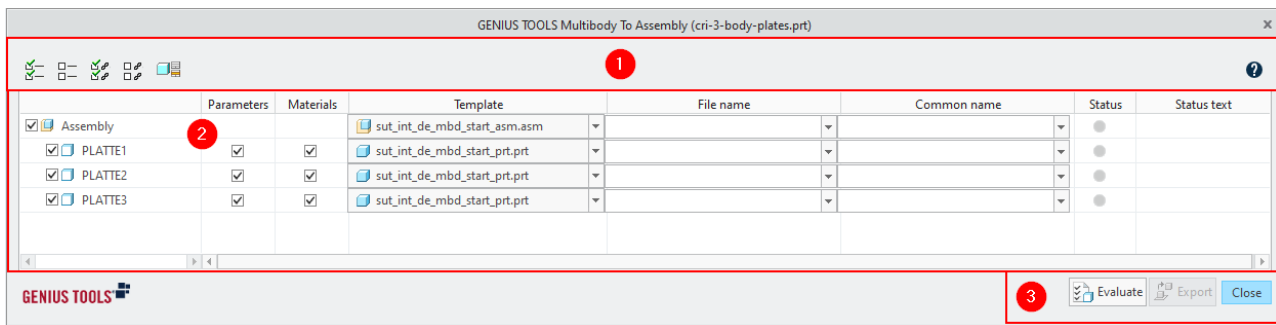 GENIUS TOOLS Multibody To Assembly (cri-3-body-plates.prt) x
1 ?
Parameters Materials Template File name Common name Status Status text
Assembly sut_int_de_mbd_start_asm.asm
2
PLATTE1 sut_int_de_mbd_start_prt.prt
PLATTE2 sut_int_de_mbd_start_prt.prt
PLATTE3 sut_int_de_mbd_start_prt.prt
GENIUS TOOLS 3 Evaluate Export Close